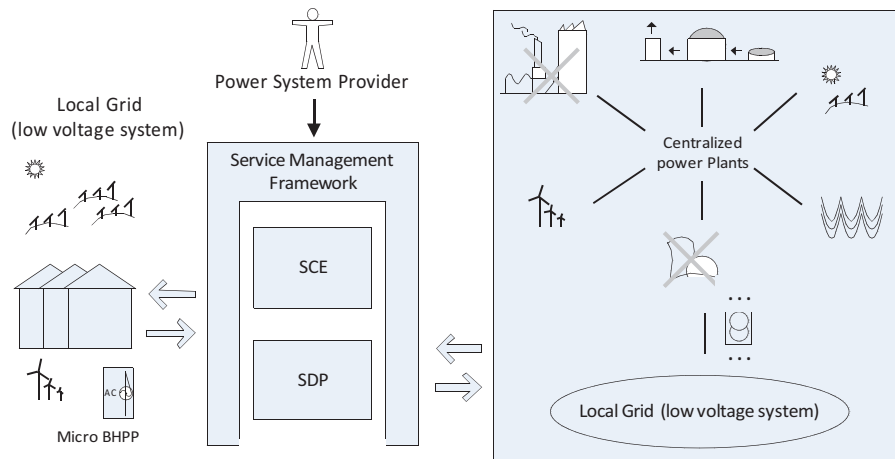 Power System Provider
Local Grid
(low voltage system)
Service Management
Framework
SCE
SDP
AC
Micro BHPP
Centralized
power Plants
Local Grid (low voltage system)